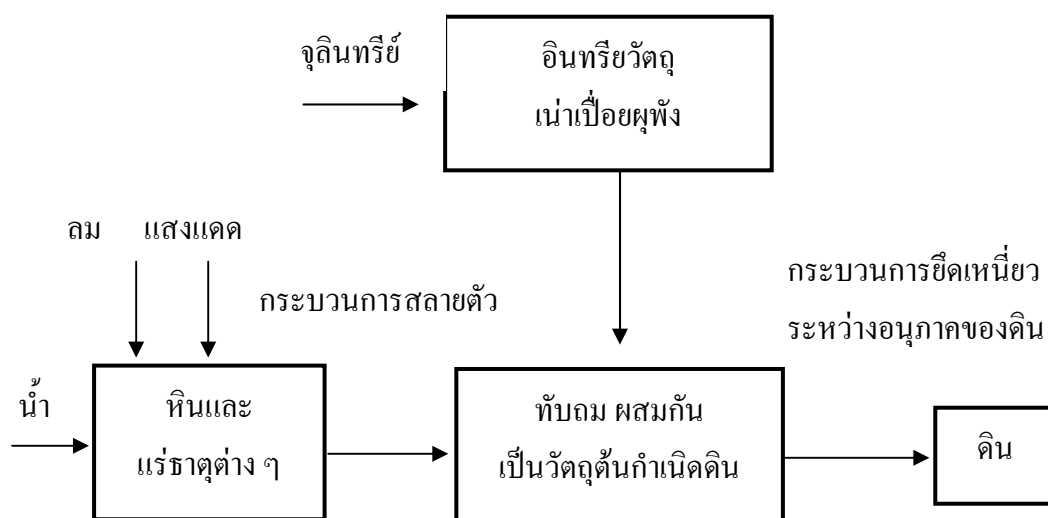 จุลินทรีย์
อินทรียวัตถุ
เน่าเปื่อยผุพัง
ลม แสงแดด
กระบวนการสลายตัว
กระบวนการยึดเหนี่ยว
ระหว่างอนุภาคของดิน
น้ำ
หินและ
แร่ธาตุต่าง ๆ
ทับถม ผสมกัน
เป็นวัตถุต้นกำเนิดดิน
ดิน